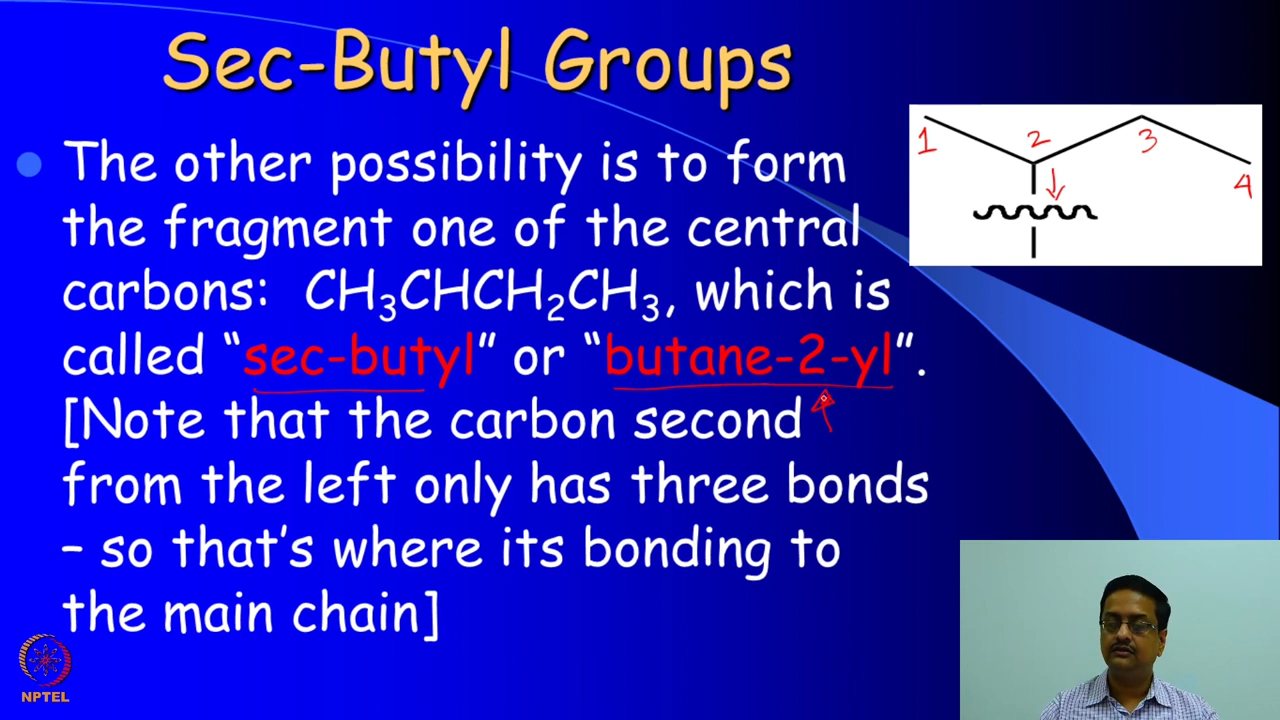 Sec-Butyl Groups
The other possibility is to form
the fragment one of the central
carbons: CH₃CHCH₂CH₃, which is
called “sec-butyl” or “butane-2-yl”.
[Note that the carbon second
from the left only has three bonds
– so that’s where its bonding to
the main chain]
1 2 3 4
NPTEL